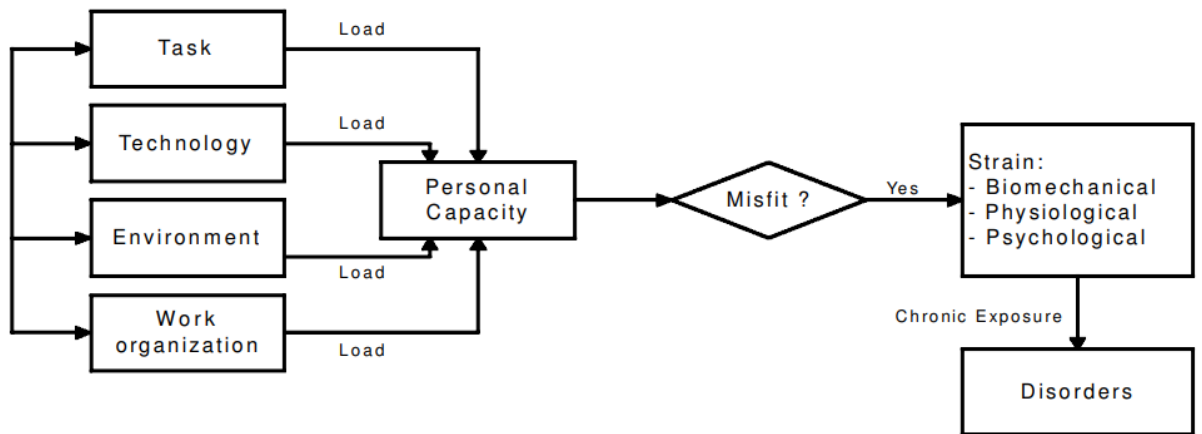 Task
Load
Technology
Load
Environment
Load
Work
organization
Load
Personal
Capacity
Misfit ?
Yes
Strain:
- Biomechanical
- Physiological
- Psychological
Chronic Exposure
Disorders